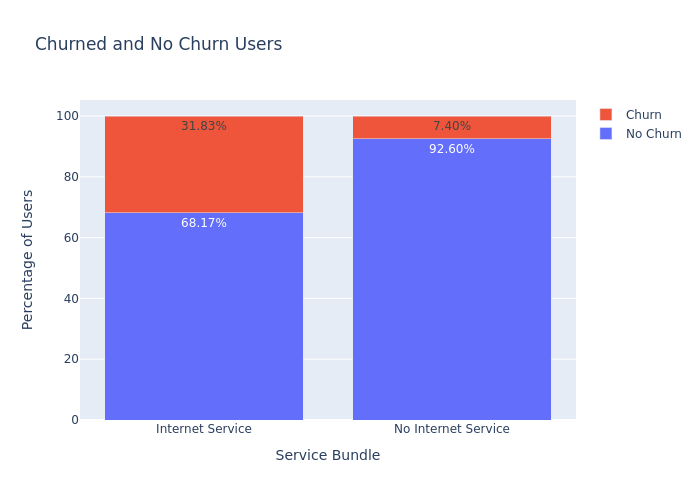 Churned and No Churn Users
Churn
No Churn
Percentage of Users
100
80
60
40
20
0
31.83%
68.17%
7.40%
92.60%
Internet Service
No Internet Service
Service Bundle